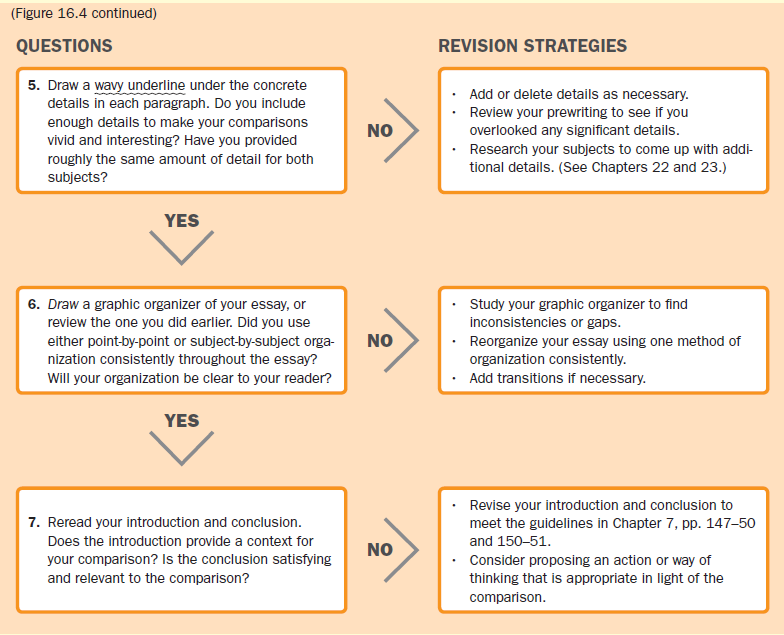 (Figure 16.4 continued)
QUESTIONS
REVISION STRATEGIES
5. Draw a wavy underline under the concrete
details in each paragraph. Do you include
enough details to make your comparisons
vivid and interesting? Have you provided
roughly the same amount of detail for both
subjects?
NO
· Add or delete details as necessary.
· Review your prewriting to see if you
overlooked any significant details.
· Research your subjects to come up with addi-
tional details. (See Chapters 22 and 23.)
YES
6. Draw a graphic organizer of your essay, or
review the one you did earlier. Did you use
either point-by-point or subject-by-subject orga-
nization consistently throughout the essay?
Will your organization be clear to your reader?
NO
· Study your graphic organizer to find
inconsistencies or gaps.
· Reorganize your essay using one method of
organization consistently.
· Add transitions if necessary.
YES
7. Reread your introduction and conclusion.
Does the introduction provide a context for
your comparison? Is the conclusion satisfying
and relevant to the comparison?
NO
· Revise your introduction and conclusion to
meet the guidelines in Chapter 7, pp. 147–50
and 150–51.
· Consider proposing an action or way of
thinking that is appropriate in light of the
comparison.